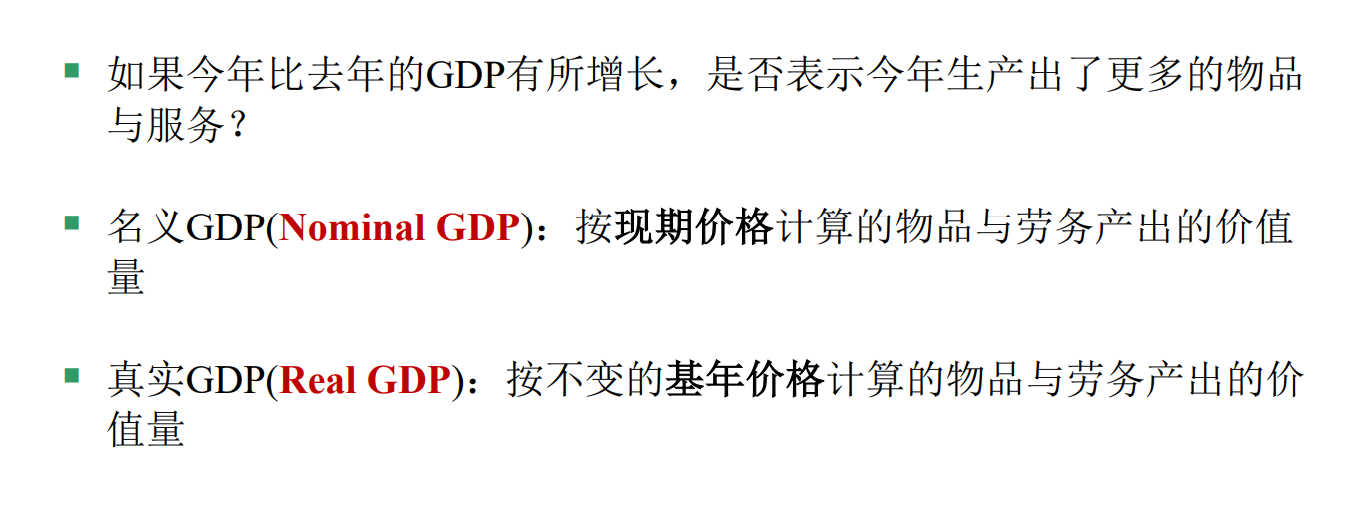 如果今年比去年的GDP有所增长，是否表示今年生产出了更多的物品
与服务？
名义GDP(Nominal GDP)：按现期价格计算的物品与劳务产出的价值
量
真实GDP(Real GDP)：按不变的基年价格计算的物品与劳务产出的价
值量